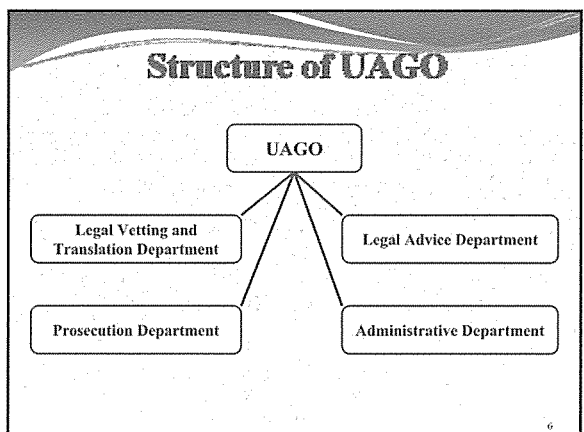 Structure of UAGO
UAGO
Legal Vetting and
Translation Department
Legal Advice Department
Prosecution Department
Administrative Department
6